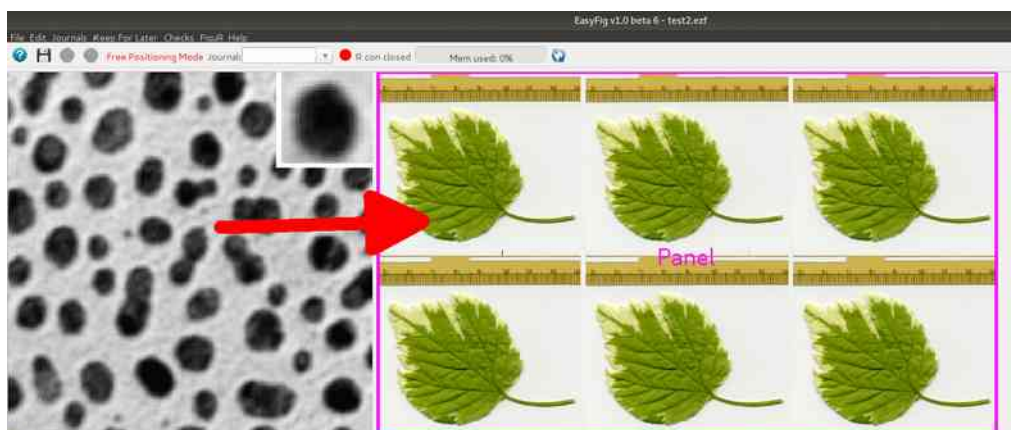 EasyFig v1.0 beta 6 - test2.ezf
File Edit Journals Keep For Later Checks FiguR Help
Free Positioning Mode Journal: R con closed Mem used: 0%
Panel